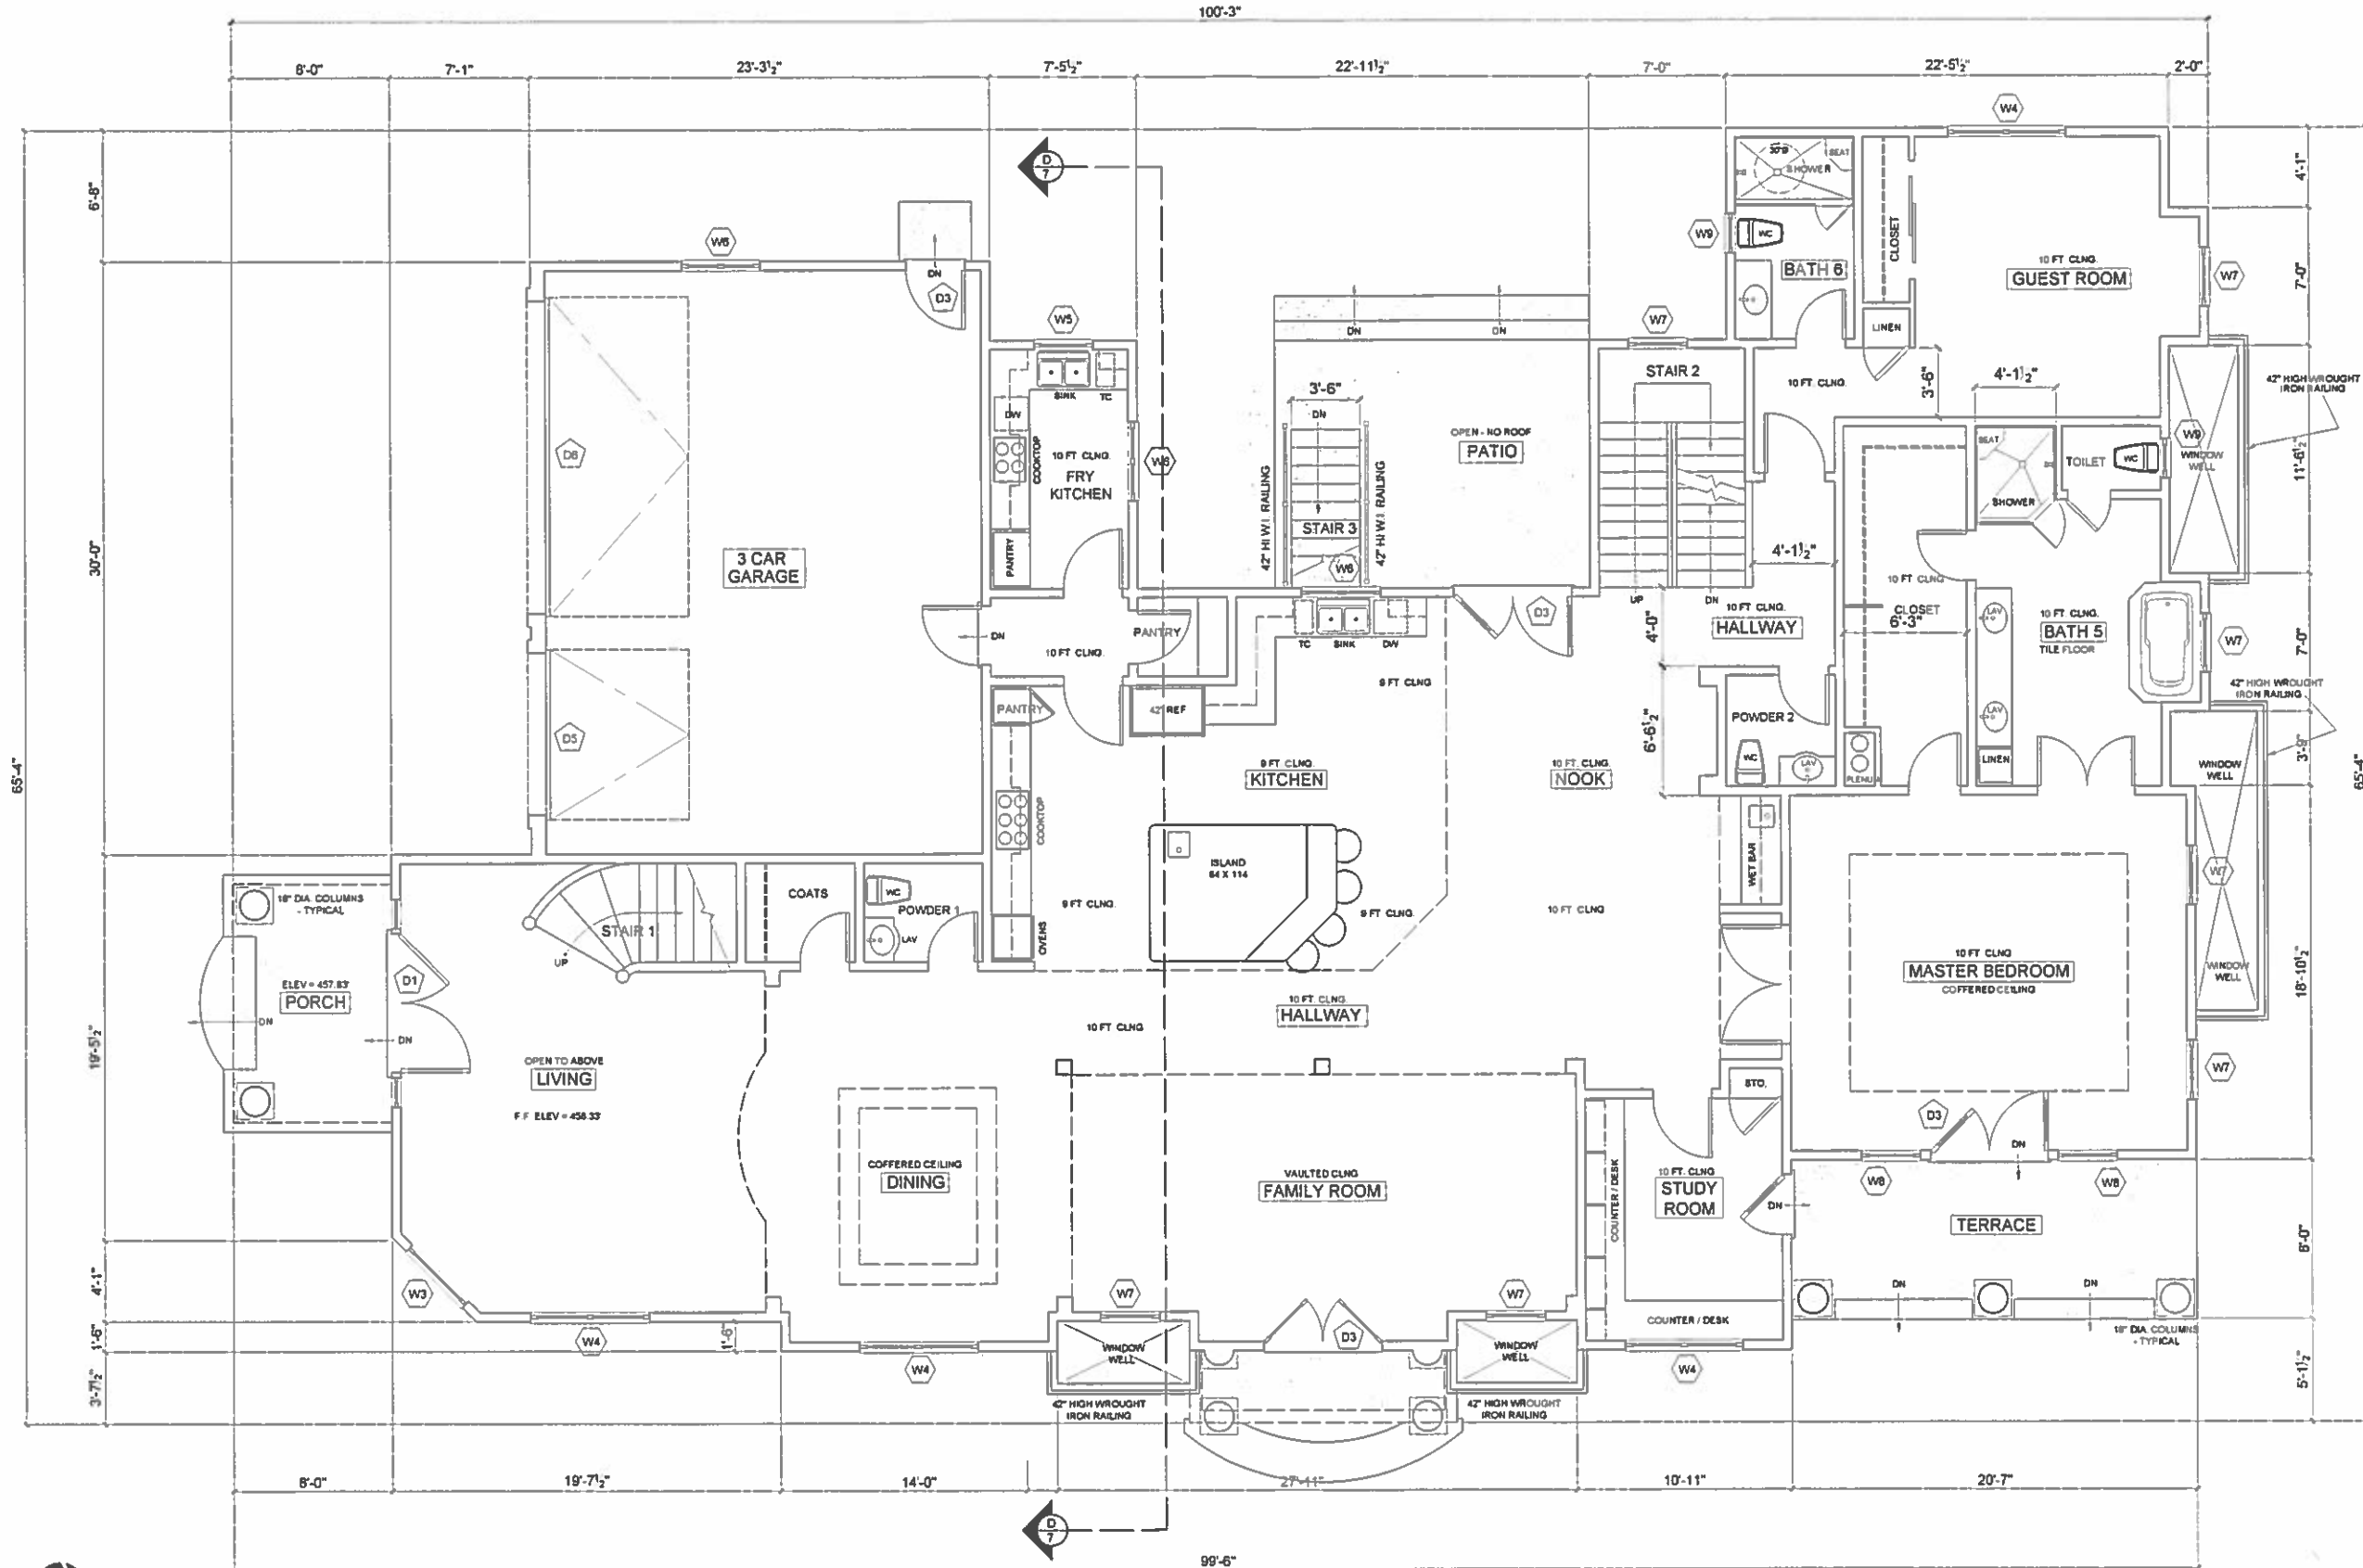 100'-3"
8'-0"
7'-1"
23'-3½"
7'-5½"
22'-11½"
7'-0"
22'-5½"
2'-0"
W4
D
7
SEAT
SHOWER
4'-1"
6'-8"
W6
DN
D3
W9
WC
BATH 6
CLOSET
10 FT CLNG.
GUEST ROOM
W7
7'-0"
W5
DN
DN
W7
LINEN
SINK
TC
DW
COOKTOP
10 FT CLNG.
FRY
KITCHEN
W6
PANTRY
3'-6"
DN
42" HI W.I. RAILING
STAIR 3
42" HI W.I. RAILING
W6
OPEN - NO ROOF
PATIO
STAIR 2
10 FT. CLNG.
3'-6"
4'-1½"
42" HIGH WROUGHT
IRON RAILING
SEAT
SHOWER
TOILET
WC
W9
WINDOW
WELL
11'-6½"
D6
30'-0"
3 CAR
GARAGE
4'-1½"
UP
DN
10 FT CLNG
CLOSET
6'-3"
LAV
10 FT CLNG.
BATH 5
TILE FLOOR
W7
7'-0"
DN
PANTRY
10 FT CLNG.
TC
SINK
DW
D3
4'-0"
10 FT CLNG.
HALLWAY
9 FT CLNG
42" HIGH WROUGHT
IRON RAILING
PANTRY
42" REF
D5
6'-6½"
POWDER 2
WC
LAV
PLENUM
LAV
LINEN
WINDOW
WELL
3'-9"
65'-4"
65'-4"
9 FT CLNG
KITCHEN
10 FT. CLNG
NOOK
COOKTOP
ISLAND
64 X 114
WET BAR
W7
18" DIA. COLUMNS
- TYPICAL
STAIR 1
UP
COATS
WC
POWDER 1
LAV
OVENS
9 FT CLNG.
9 FT CLNG.
10 FT CLNG
10 FT CLNG
MASTER BEDROOM
COFFERED CEILING
WINDOW
WELL
18'-10½"
ELEV = 457.83'
PORCH
DN
D1
DN
10 FT. CLNG.
HALLWAY
10 FT CLNG
19'-5½"
OPEN TO ABOVE
LIVING
F.F. ELEV = 458.33'
STO.
W7
D3
DN
COFFERED CEILING
DINING
VAULTED CLNG
FAMILY ROOM
COUNTER / DESK
10 FT. CLNG
STUDY
ROOM
DN
W8
W8
TERRACE
8'-0"
4'-1"
W3
W7
W7
DN
DN
COUNTER / DESK
18" DIA. COLUMNS
- TYPICAL
1'-6"
W4
1'-6"
W4
WINDOW
WELL
D3
WINDOW
WELL
W4
3'-7½"
5'-1½"
42" HIGH WROUGHT
IRON RAILING
42" HIGH WROUGHT
IRON RAILING
8'-0"
19'-7½"
14'-0"
27'-11"
10'-11"
20'-7"
D
7
99'-6"